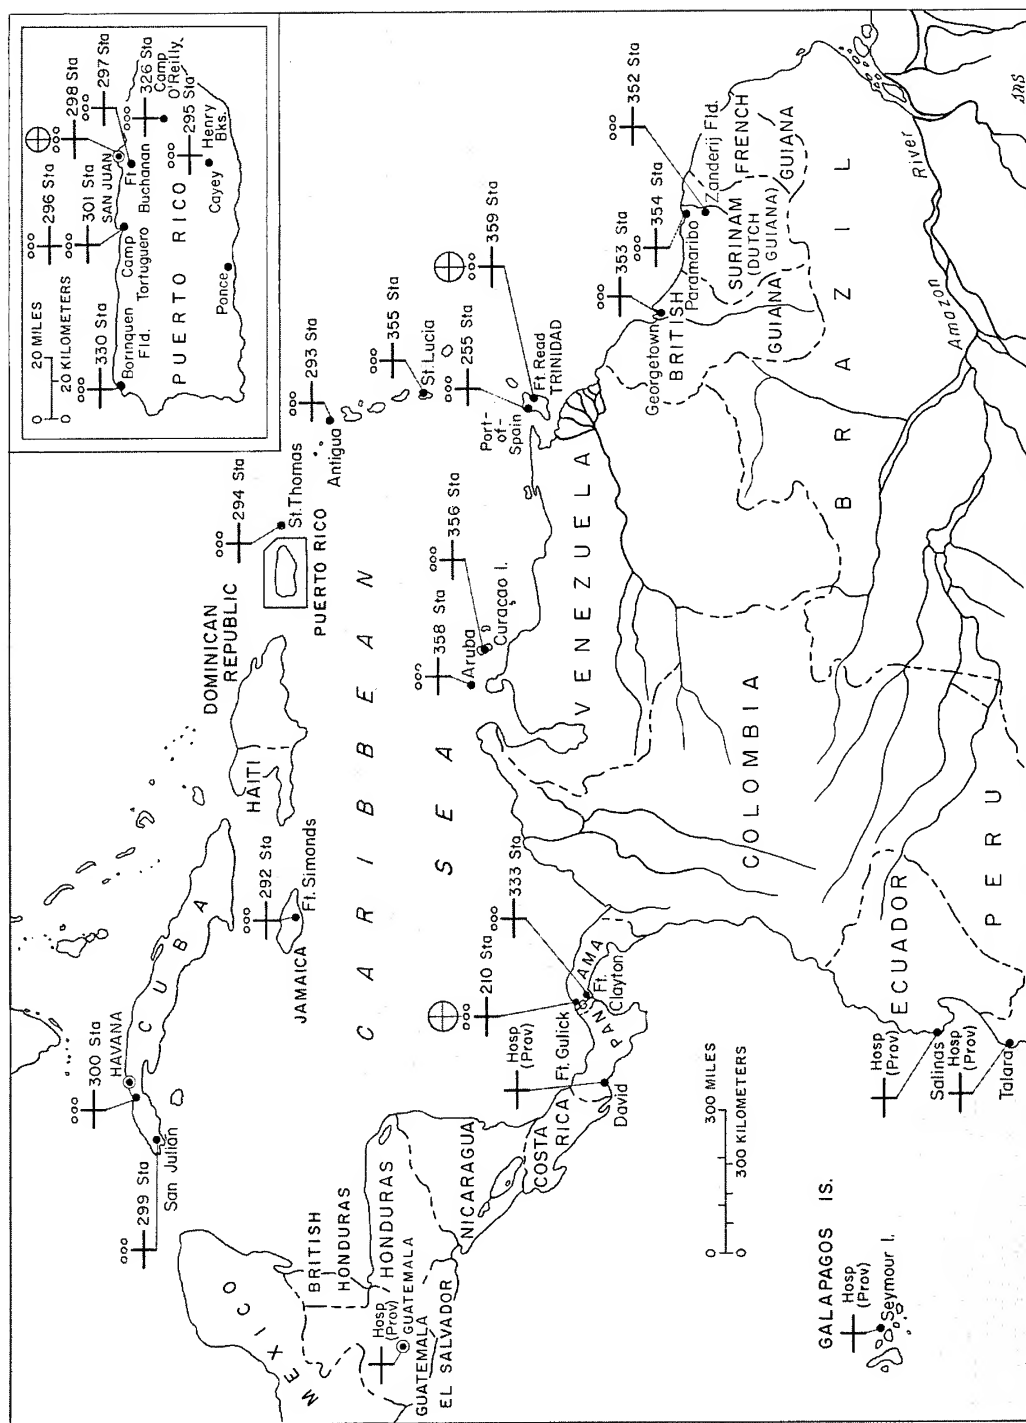 0 20 MILES
0 20 KILOMETERS
330 Sta
Borinquen
Fld.
296 Sta
301 Sta
Camp
Tortuguero
298 Sta
SAN JUAN
297 Sta
Ft
Buchanan
326 Sta
Camp
O'Reilly
295 Sta
Henry
Bks.
Cayey
PUERTO RICO
Ponce
MEXICO
299 Sta
San Julián
300 Sta
HAVANA
CUBA
292 Sta
Ft. Simonds
JAMAICA
HAITI
DOMINICAN
REPUBLIC
PUERTO RICO
294 Sta
St. Thomas
293 Sta
Antigua
355 Sta
St. Lucia
255 Sta
Port-
of-
Spain
359 Sta
Ft. Read
TRINIDAD
CARIBBEAN
SEA
358 Sta
Aruba
356 Sta
Curaçao I.
BRITISH
HONDURAS
HONDURAS
Hosp
(Prov)
GUATEMALA
GUATEMALA
EL SALVADOR
NICARAGUA
COSTA
RICA
Hosp
(Prov)
David
210 Sta
Ft. Gulick
333 Sta
Ft.
Clayton
PANAMA
VENEZUELA
COLOMBIA
353 Sta
Georgetown
BRITISH
GUIANA
354 Sta
Paramaribo
352 Sta
Zanderij Fld.
SURINAM
(DUTCH
GUIANA)
FRENCH
GUIANA
BRAZIL
Amazon
River
ECUADOR
PERU
Hosp
(Prov)
Salinas
Hosp
(Prov)
Talara
0 300 MILES
0 300 KILOMETERS
GALAPAGOS IS.
Hosp
(Prov)
Seymour I.